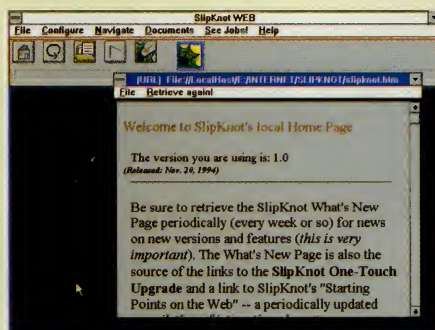 SlipKnot WEB
File Configure Navigate Documents See Jobs! Help
(URL) File://LocalHost/E:/INTERNET/SLIPKNOT/slipknot.htm
File Retrieve again!
Welcome to SlipKnot's local Home Page
The version you are using is: 1.0
(Released: Nov. 20, 1994)
Be sure to retrieve the SlipKnot What's New
Page periodically (every week or so) for news
on new versions and features (this is very
important). The What's New Page is also the
source of the links to the SlipKnot One-Touch
Upgrade and a link to SlipKnot's "Starting
Points on the Web" -- a periodically updated